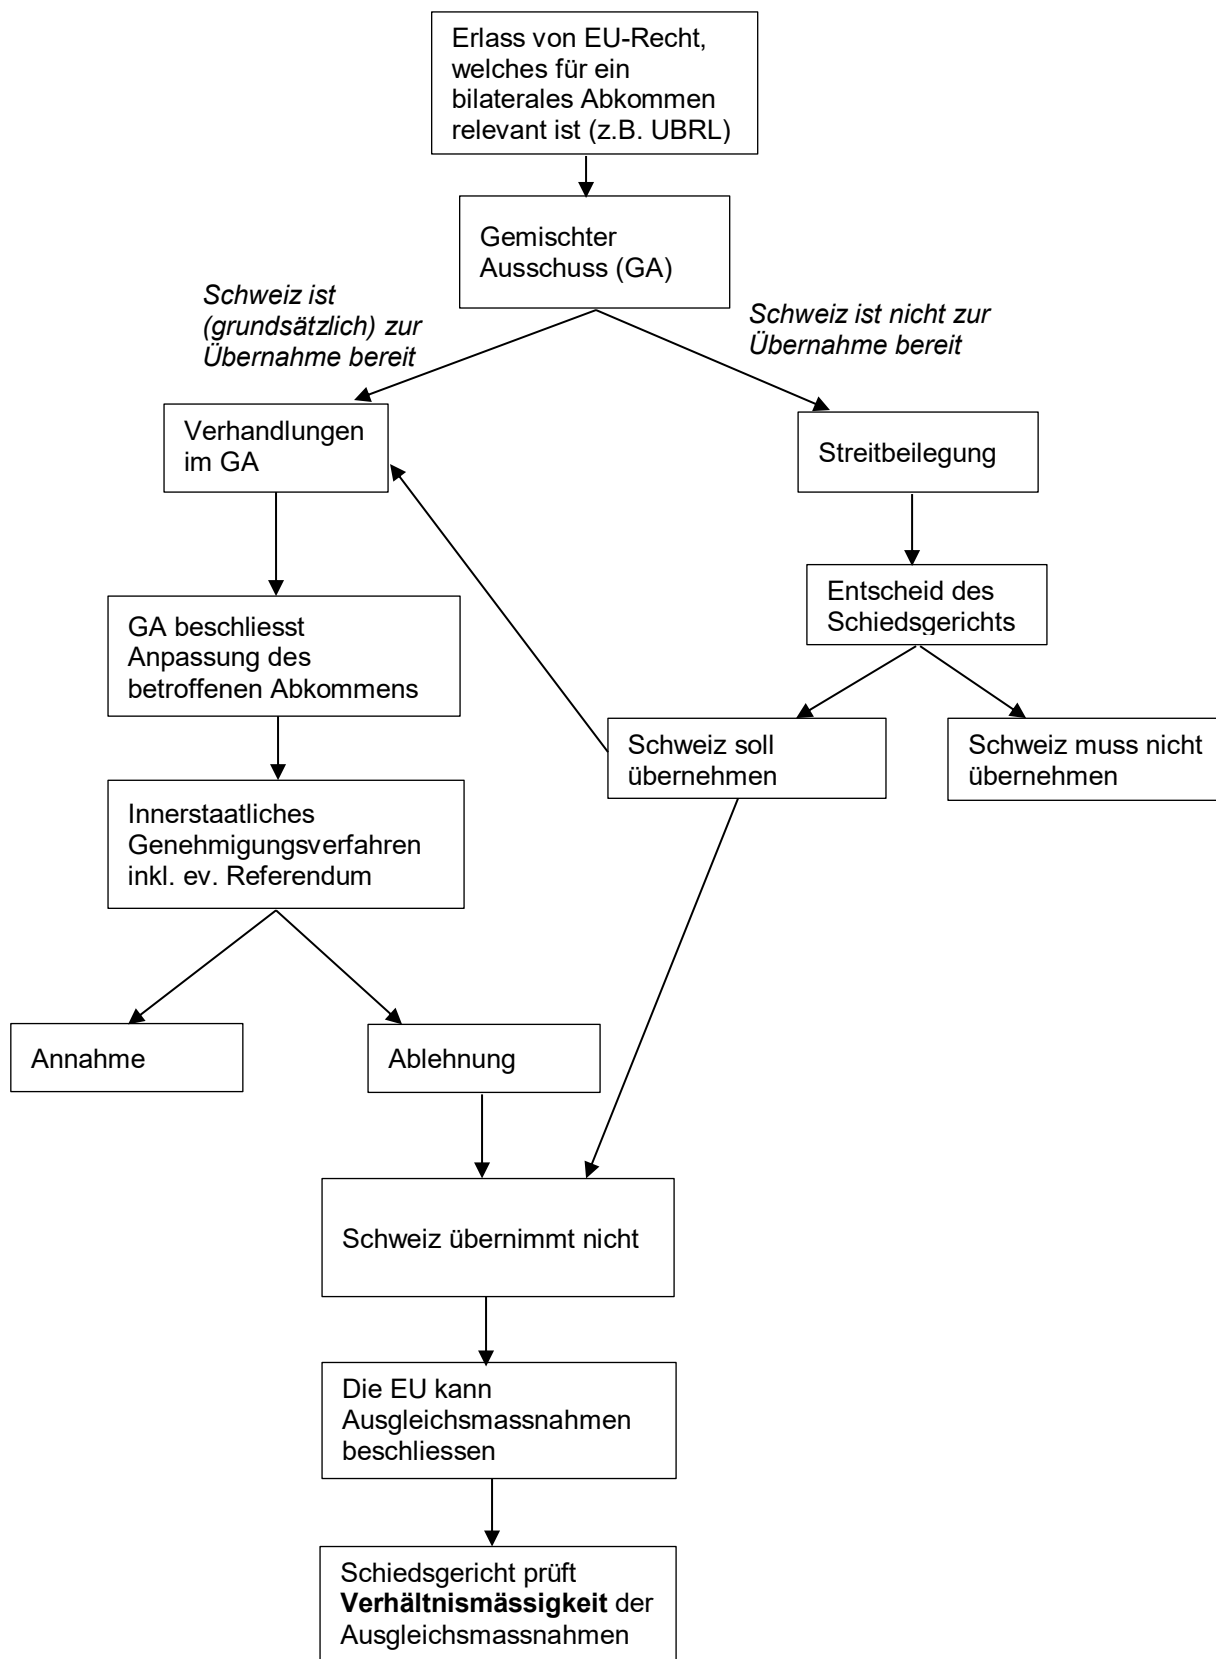 Erlass von EU-Recht,
welches für ein
bilaterales Abkommen
relevant ist (z.B. UBRL)
Gemischter
Ausschuss (GA)
Schweiz ist
(grundsätzlich) zur
Übernahme bereit
Schweiz ist nicht zur
Übernahme bereit
Verhandlungen
im GA
Streitbeilegung
Entscheid des
Schiedsgerichts
GA beschliesst
Anpassung des
betroffenen Abkommens
Schweiz soll
übernehmen
Schweiz muss nicht
übernehmen
Innerstaatliches
Genehmigungsverfahren
inkl. ev. Referendum
Annahme
Ablehnung
Schweiz übernimmt nicht
Die EU kann
Ausgleichsmassnahmen
beschliessen
Schiedsgericht prüft
Verhältnismässigkeit der
Ausgleichsmassnahmen